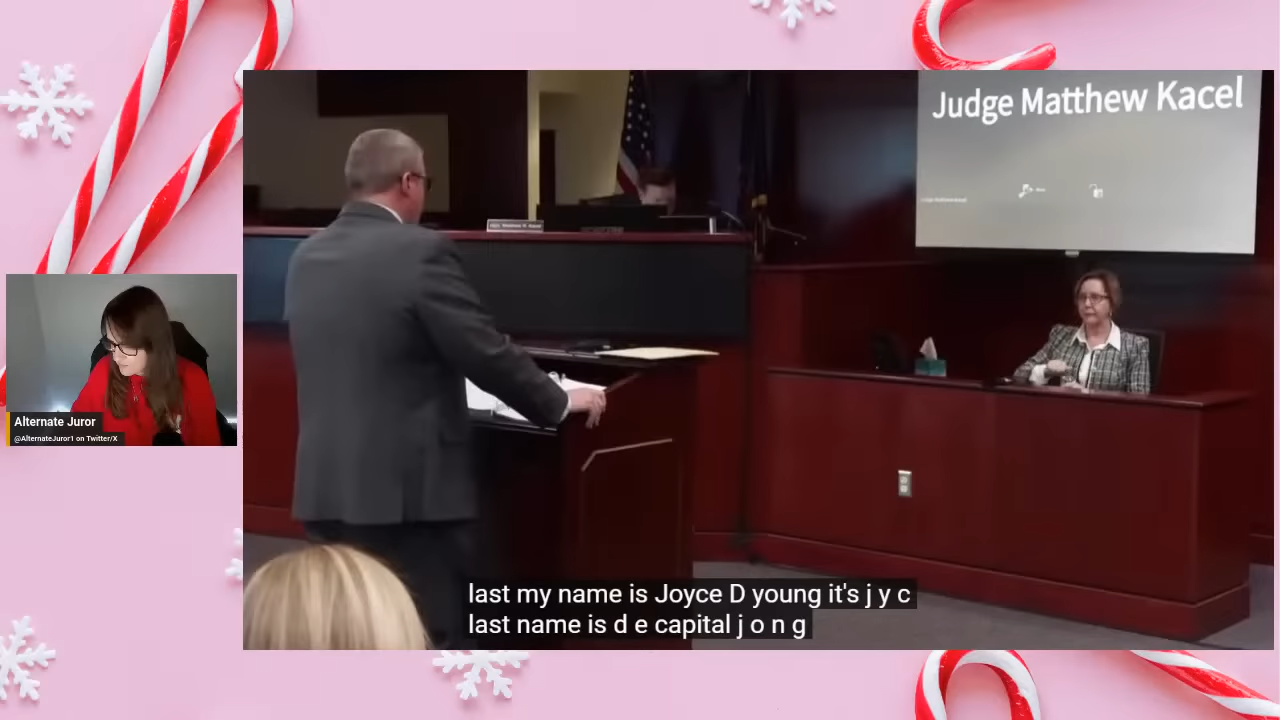 Judge Matthew Kacel
Alternate Juror
@AlternateJuror1 on Twitter/X
last my name is Joyce D young it's j y c
last name is d e capital j o n g